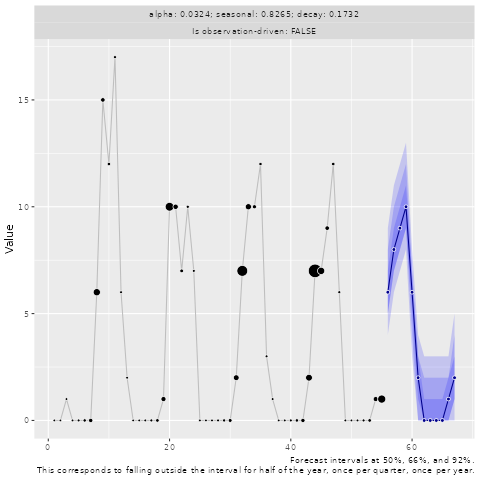 alpha: 0.0324; seasonal: 0.8265; decay: 0.1732
Is observation-driven: FALSE
Value
15
10
5
0
0
20
40
60
Forecast intervals at 50%, 66%, and 92%.
This corresponds to falling outside the interval for half of the year, once per quarter, once per year.